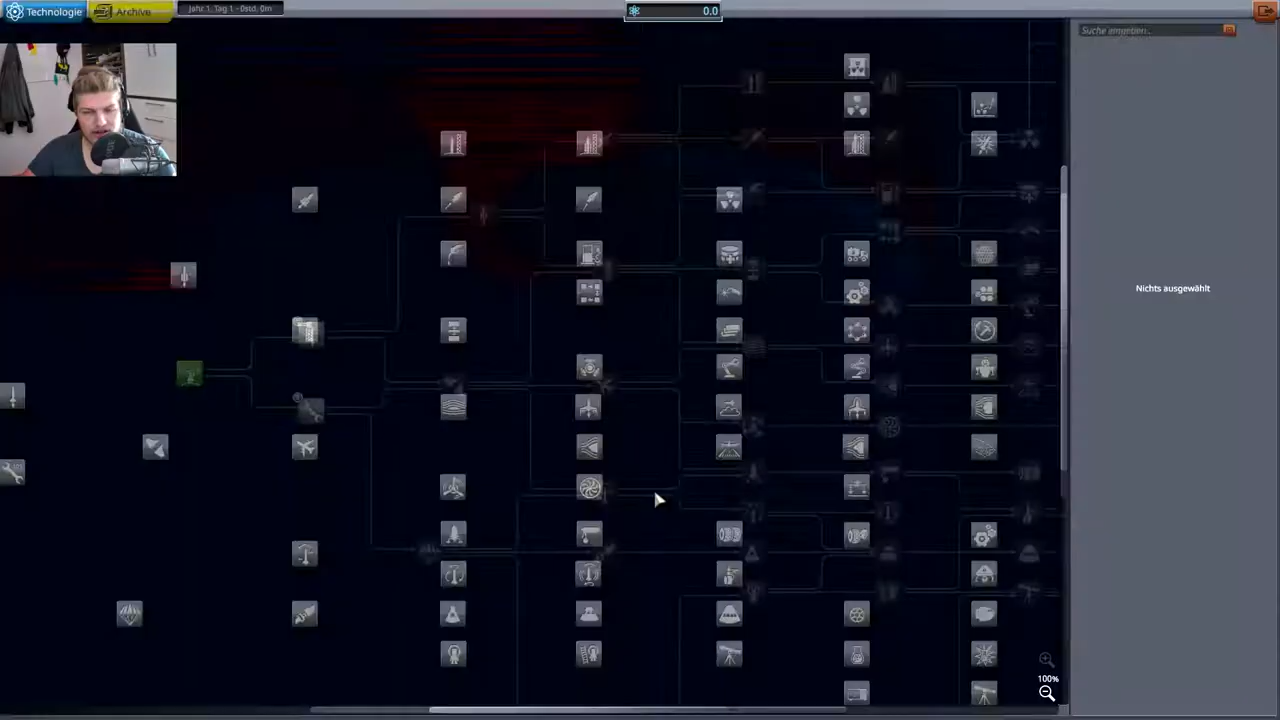 Technologie
Archive
Jahr 1, Tag 1 - 0std, 0m
0.0
Suche eingeben..
Nichts ausgewählt
100%